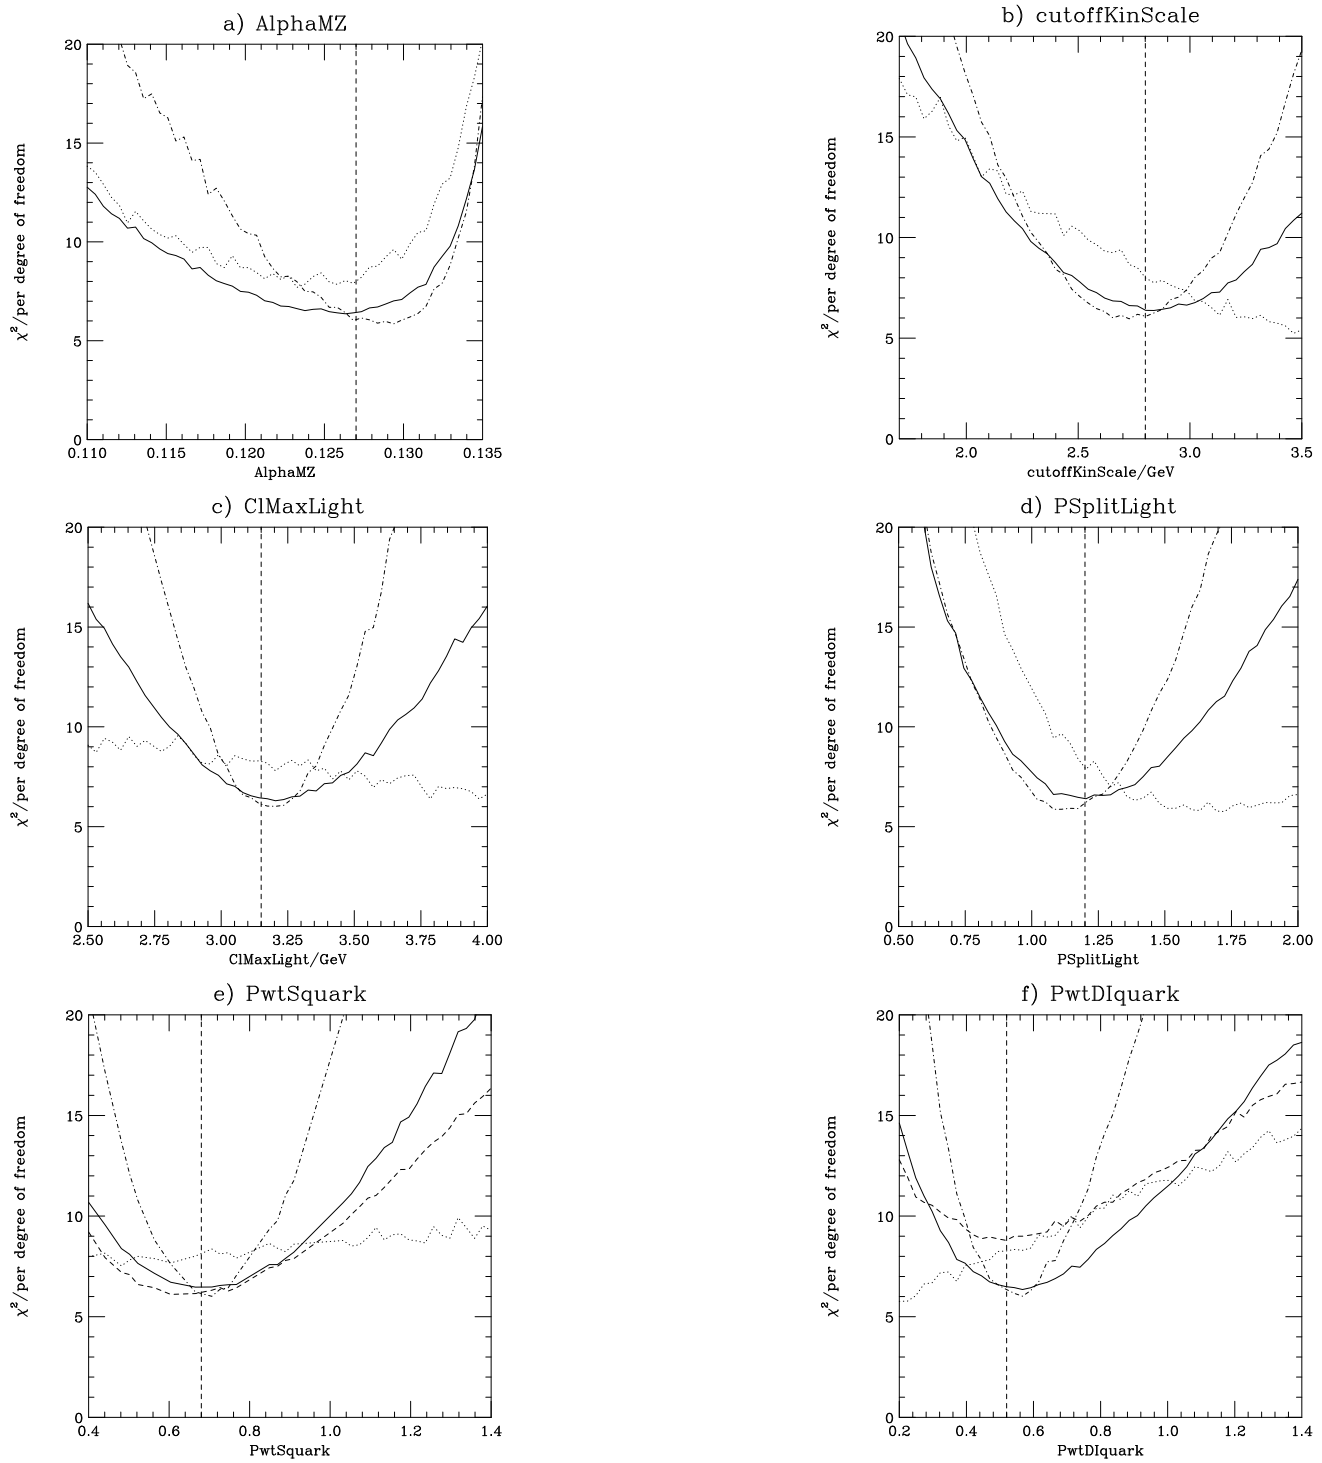 a) AlphaMZ
20
15
10
5
0
χ²/per degree of freedom
0.110 0.115 0.120 0.125 0.130 0.135
AlphaMZ
b) cutoffKinScale
20
15
10
5
0
χ²/per degree of freedom
2.0 2.5 3.0 3.5
cutoffKinScale/GeV
c) ClMaxLight
20
15
10
5
0
χ²/per degree of freedom
2.50 2.75 3.00 3.25 3.50 3.75 4.00
ClMaxLight/GeV
d) PSplitLight
20
15
10
5
0
χ²/per degree of freedom
0.50 0.75 1.00 1.25 1.50 1.75 2.00
PSplitLight
e) PwtSquark
20
15
10
5
0
χ²/per degree of freedom
0.4 0.6 0.8 1.0 1.2 1.4
PwtSquark
f) PwtDIquark
20
15
10
5
0
χ²/per degree of freedom
0.2 0.4 0.6 0.8 1.0 1.2 1.4
PwtDIquark